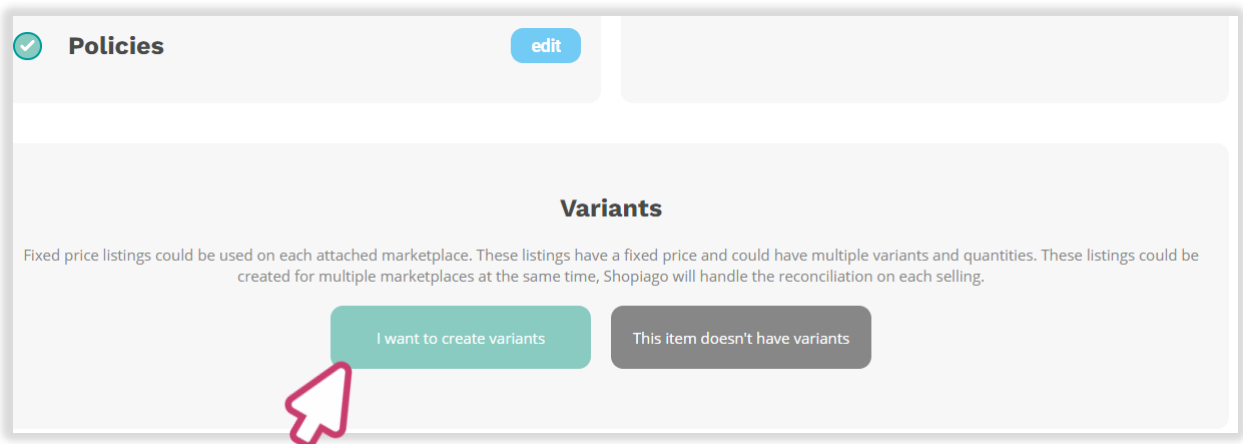 Policies
edit
Variants
Fixed price listings could be used on each attached marketplace. These listings have a fixed price and could have multiple variants and quantities. These listings could be
created for multiple marketplaces at the same time, Shopiago will handle the reconciliation on each selling.
I want to create variants
This item doesn't have variants